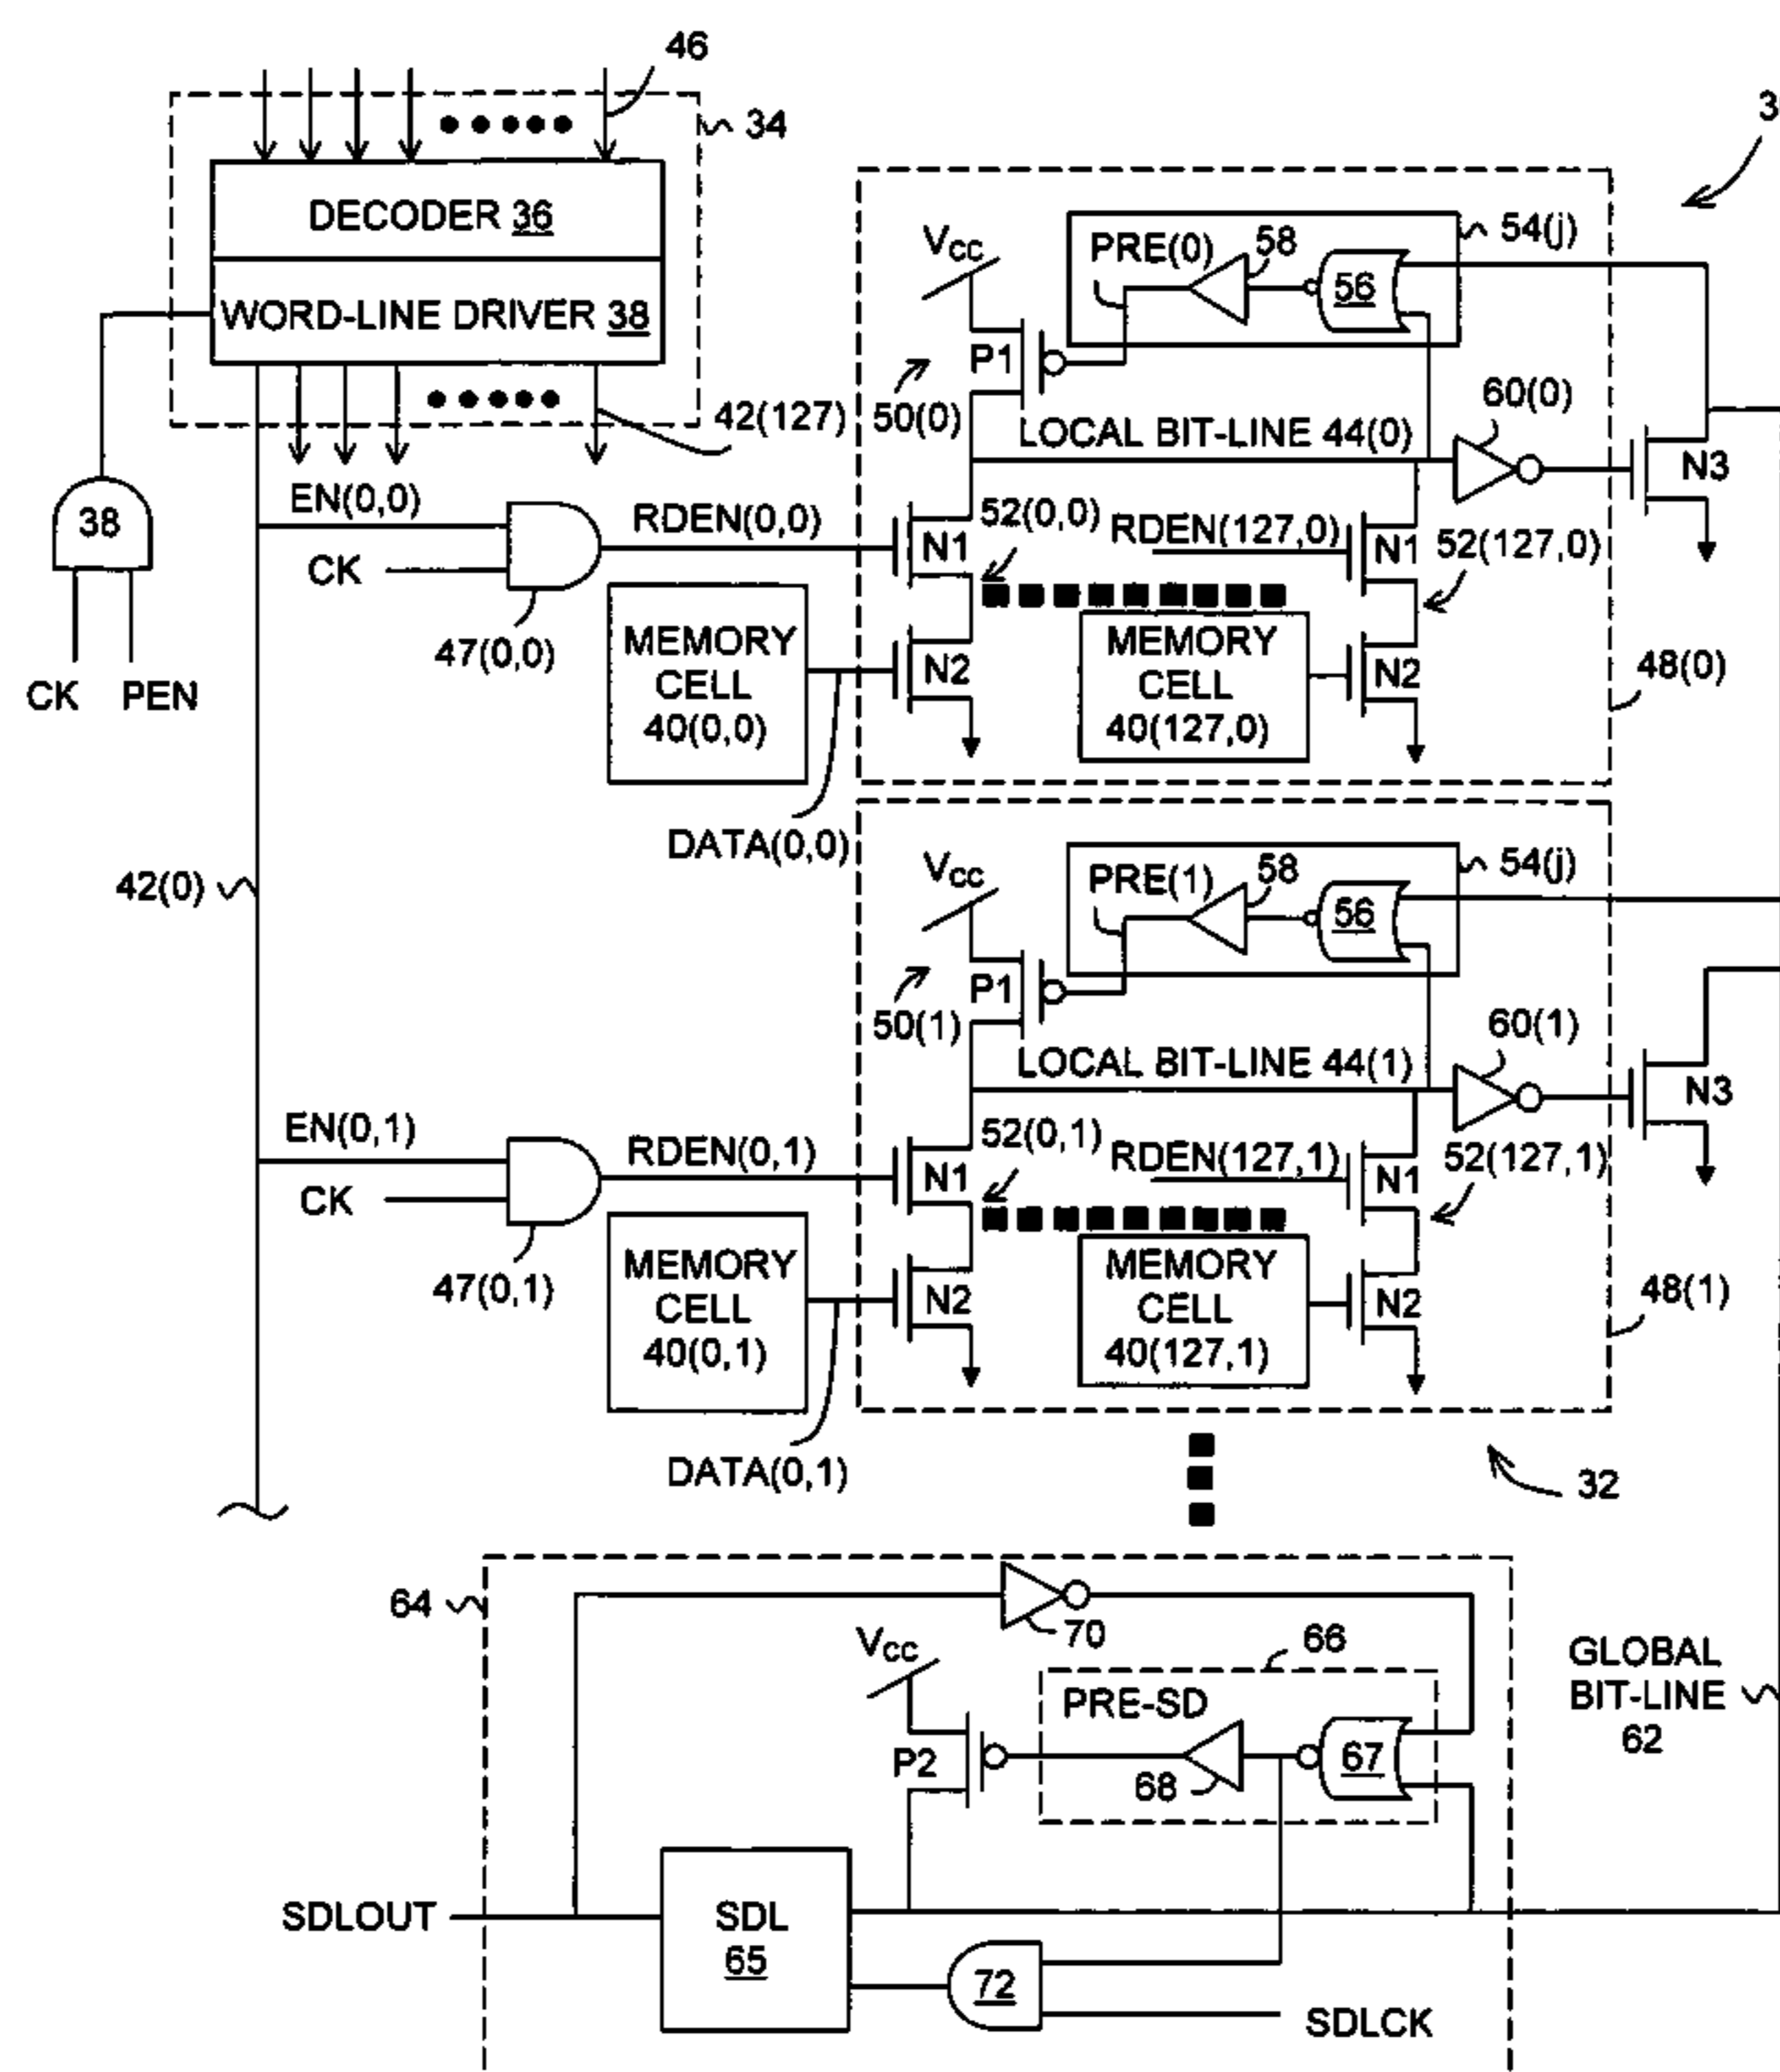 46
34
3
DECODER 36
WORD-LINE DRIVER 38
42(127)
38
CK PEN
EN(0,0)
CK
47(0,0)
RDEN(0,0)
MEMORY
CELL
40(0,0)
DATA(0,0)
VCC
PRE(0)
58
56
54(j)
P1
50(0)
LOCAL BIT-LINE 44(0)
60(0)
N3
52(0,0)
N1
N2
RDEN(127,0)
N1
52(127,0)
MEMORY
CELL
40(127,0)
N2
48(0)
42(0)
VCC
PRE(1)
58
56
54(j)
P1
50(1)
LOCAL BIT-LINE 44(1)
60(1)
N3
EN(0,1)
CK
47(0,1)
RDEN(0,1)
52(0,1)
N1
RDEN(127,1)
N1
52(127,1)
MEMORY
CELL
40(0,1)
N2
MEMORY
CELL
40(127,1)
N2
48(1)
DATA(0,1)
32
64
70
VCC
66
PRE-SD
P2
68
67
GLOBAL
BIT-LINE
62
SDLOUT
SDL
65
72
SDLCK